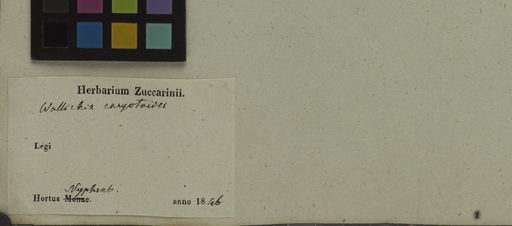 Herbarium Zuccarinii.
Wallichia caryotoides
Legi
Nymphenb.
Hortus Monac. anno 1846